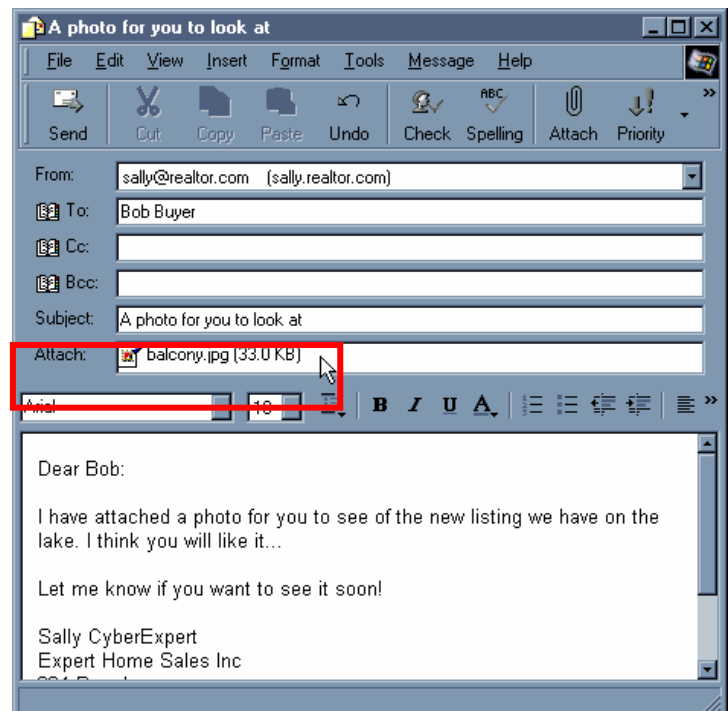 A photo for you to look at
File Edit View Insert Format Tools Message Help
ABC
Send Cut Copy Paste Undo Check Spelling Attach Priority
From: sally@realtor.com (sally.realtor.com)
To: Bob Buyer
Cc:
Bcc:
Subject: A photo for you to look at
Attach: balcony.jpg (33.0 KB)
Arial
B I U A
Dear Bob:
I have attached a photo for you to see of the new listing we have on the
lake. I think you will like it...
Let me know if you want to see it soon!
Sally CyberExpert
Expert Home Sales Inc